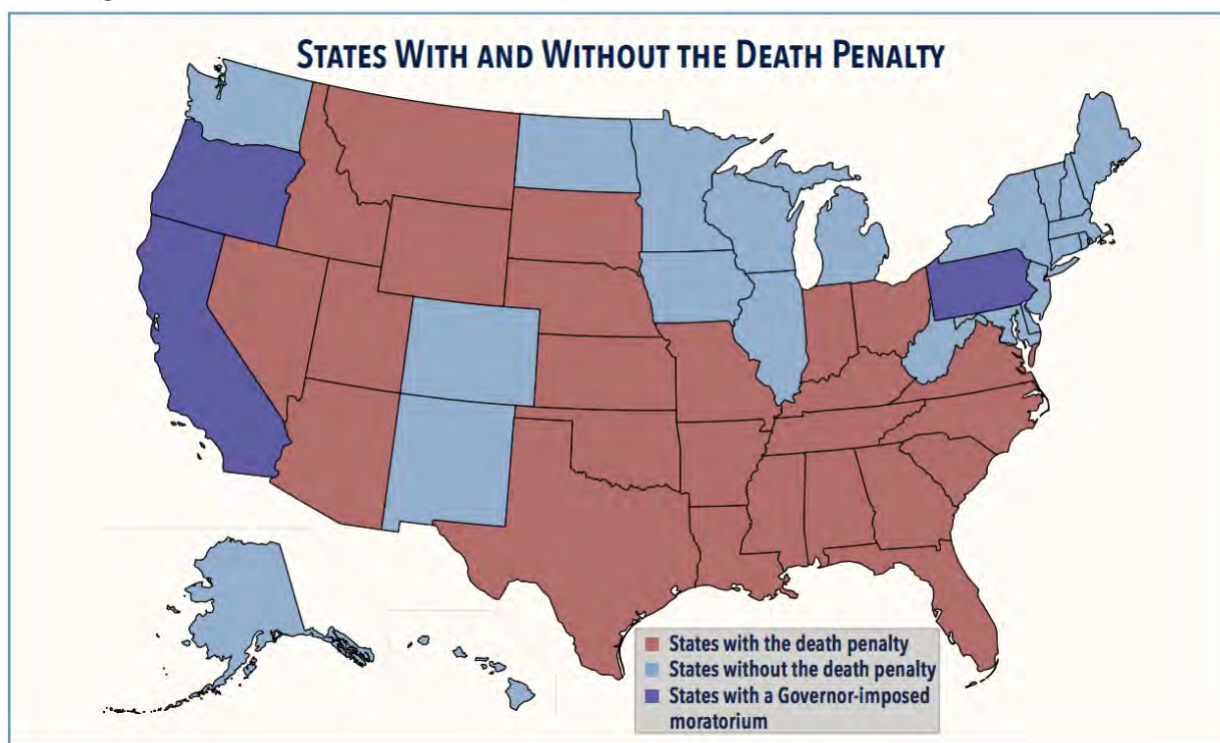 STATES WITH AND WITHOUT THE DEATH PENALTY
States with the death penalty
States without the death penalty
States with a Governor-imposed
moratorium